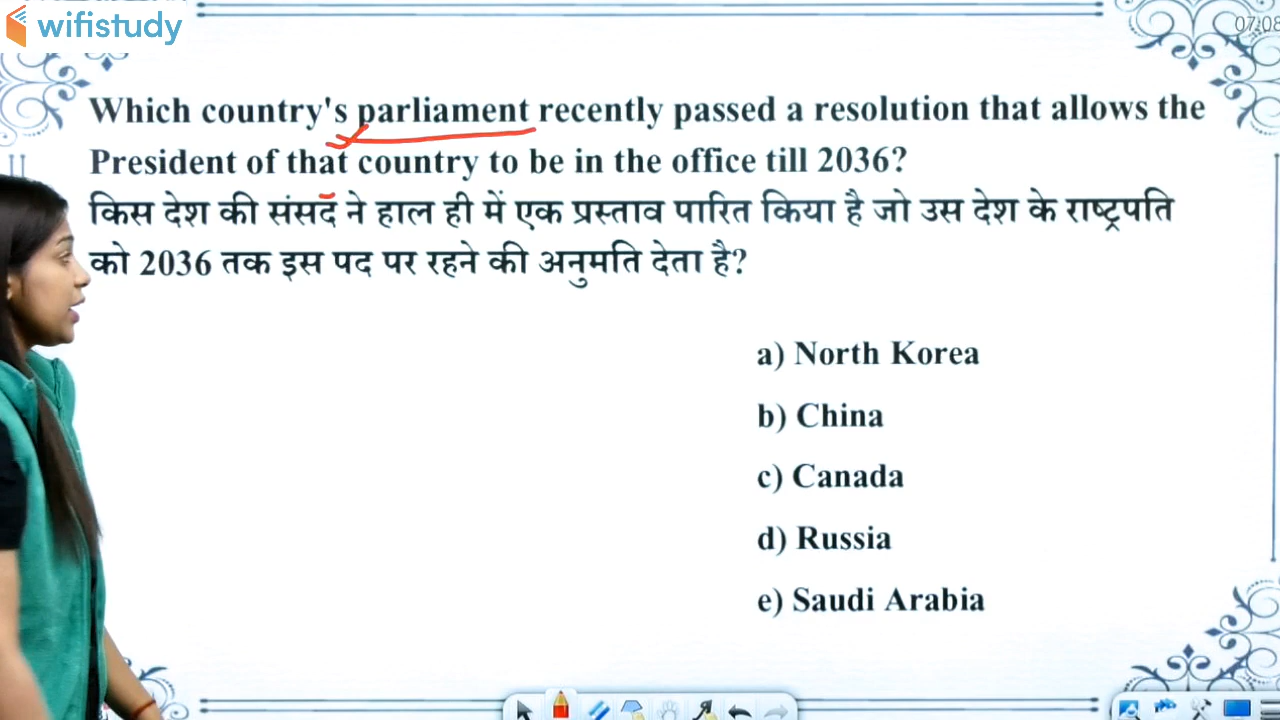 wifistudy
07:08
Which country's parliament recently passed a resolution that allows the
President of that country to be in the office till 2036?
किस देश की संसद ने हाल ही में एक प्रस्ताव पारित किया है जो उस देश के राष्ट्रपति
को 2036 तक इस पद पर रहने की अनुमति देता है?
a) North Korea
b) China
c) Canada
d) Russia
e) Saudi Arabia